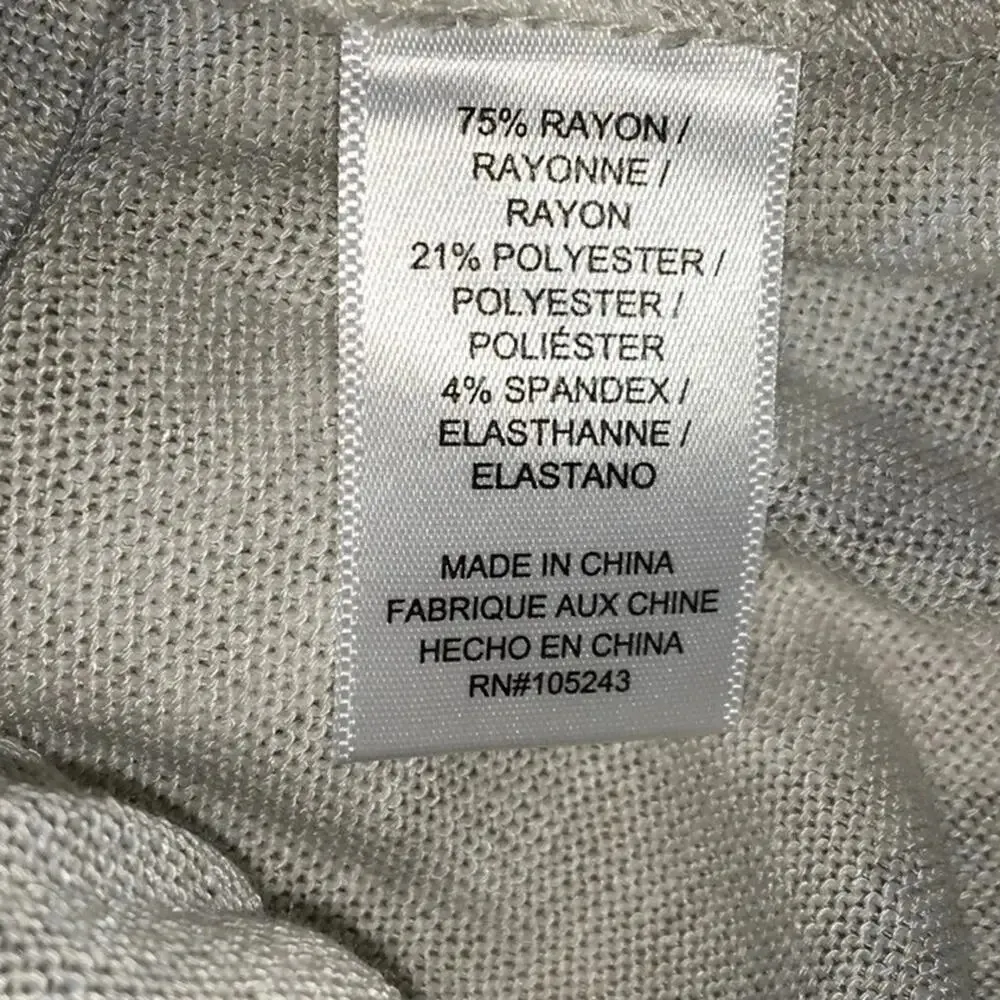 75% RAYON /
RAYONNE /
RAYON
21% POLYESTER /
POLYESTER /
POLIÉSTER
4% SPANDEX /
ELASTHANNE /
ELASTANO
MADE IN CHINA
FABRIQUE AUX CHINE
HECHO EN CHINA
RN#105243